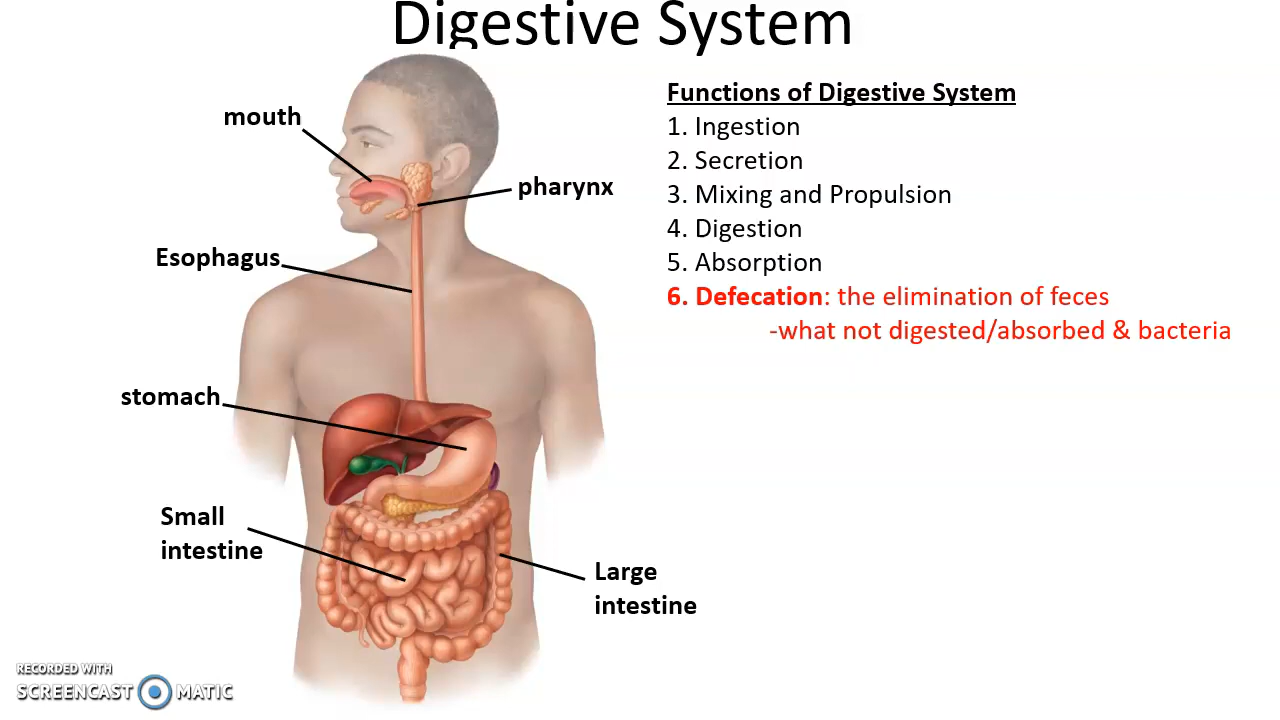 Digestive System
mouth
pharynx
Esophagus
stomach
Small
intestine
Large
intestine
Functions of Digestive System
1. Ingestion
2. Secretion
3. Mixing and Propulsion
4. Digestion
5. Absorption
6. Defecation: the elimination of feces
-what not digested/absorbed & bacteria
RECORDED WITH
SCREENCAST MATIC